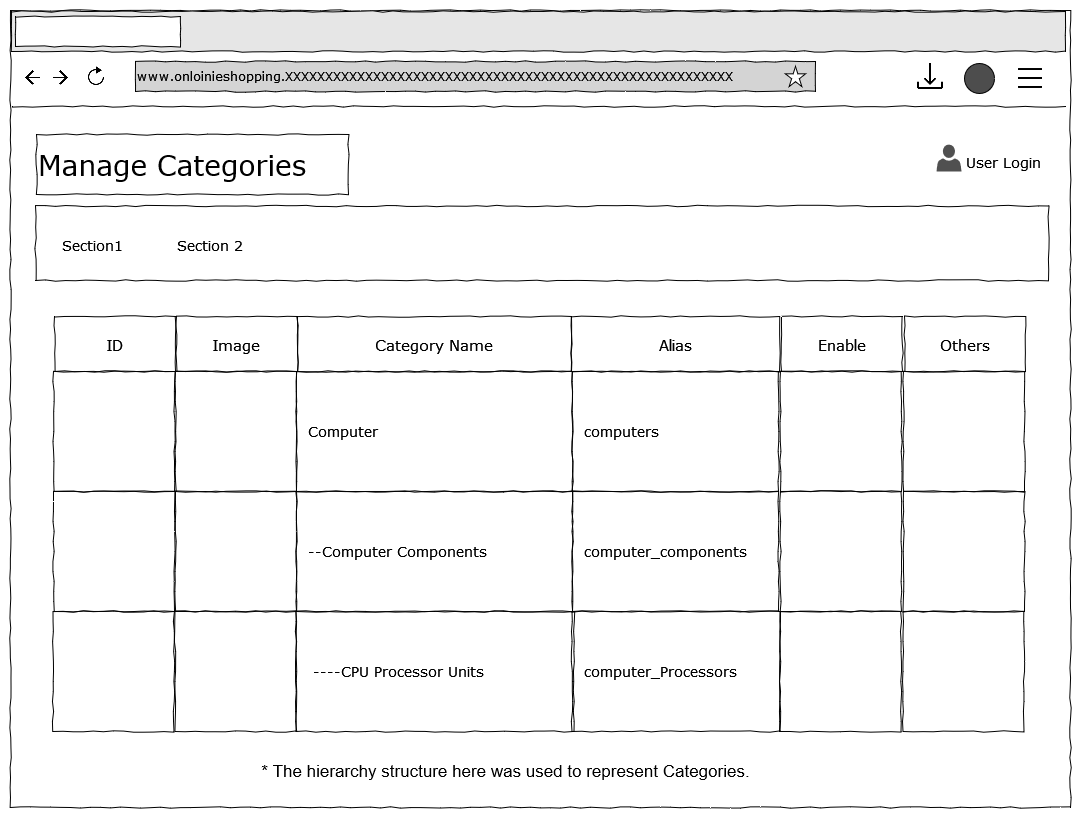 www.onloinieshopping.XXXXXXXXXXXXXXXXXXXXXXXXXXXXXXXXXXXXXXXXXXXXXXXXXXXXXXXX
Manage Categories
User Login
Section1 Section 2
ID Image Category Name Alias Enable Others
Computer computers
--Computer Components computer_components
----CPU Processor Units computer_Processors
* The hierarchy structure here was used to represent Categories.